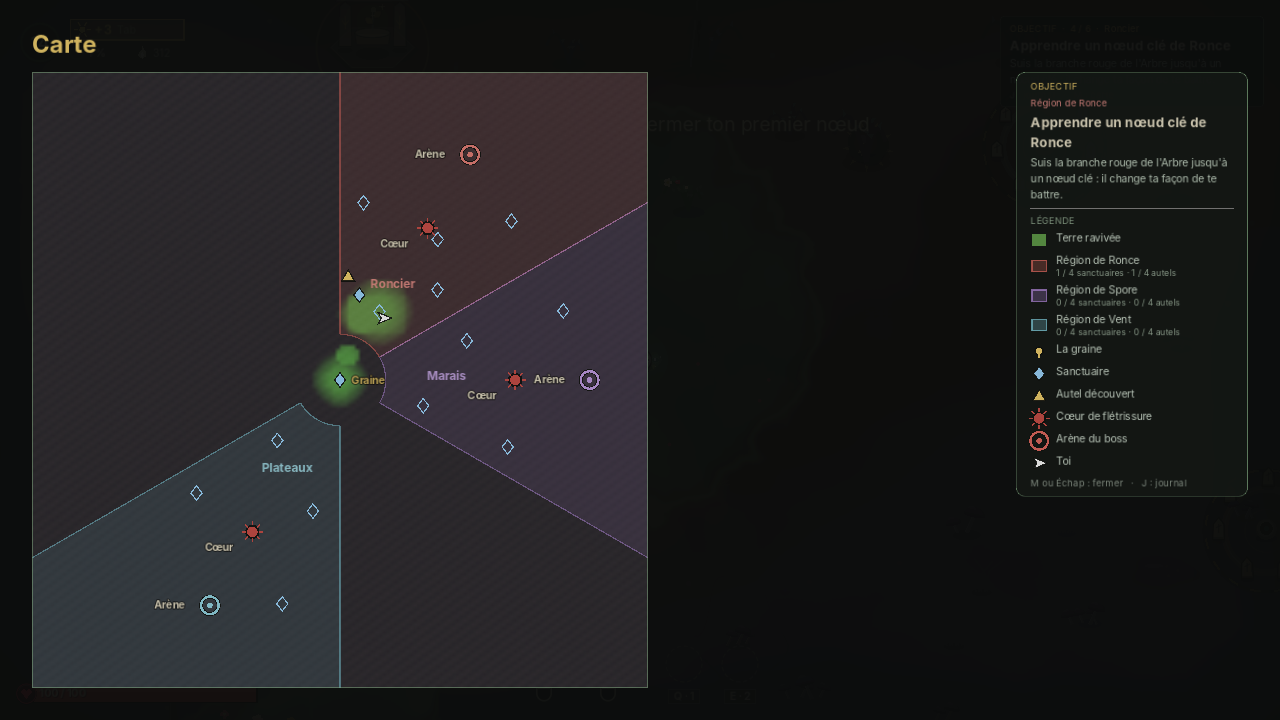 Carte
OBJECTIF
Région de Ronce
Apprendre un nœud clé de
Ronce
Suis la branche rouge de l'Arbre jusqu'à
un nœud clé : il change ta façon de te
battre.
LÉGENDE
Terre ravivée
Région de Ronce
1 / 4 sanctuaires · 1 / 4 autels
Région de Spore
0 / 4 sanctuaires · 0 / 4 autels
Région de Vent
0 / 4 sanctuaires · 0 / 4 autels
La graine
Sanctuaire
Autel découvert
Cœur de flétrissure
Arène du boss
Toi
M ou Échap : fermer · J : journal
Arène
Cœur
Roncier
Graine
Marais
Cœur
Arène
Plateaux
Cœur
Arène
ermer ton premier nœud
Apprendre un nœud clé de Ronce